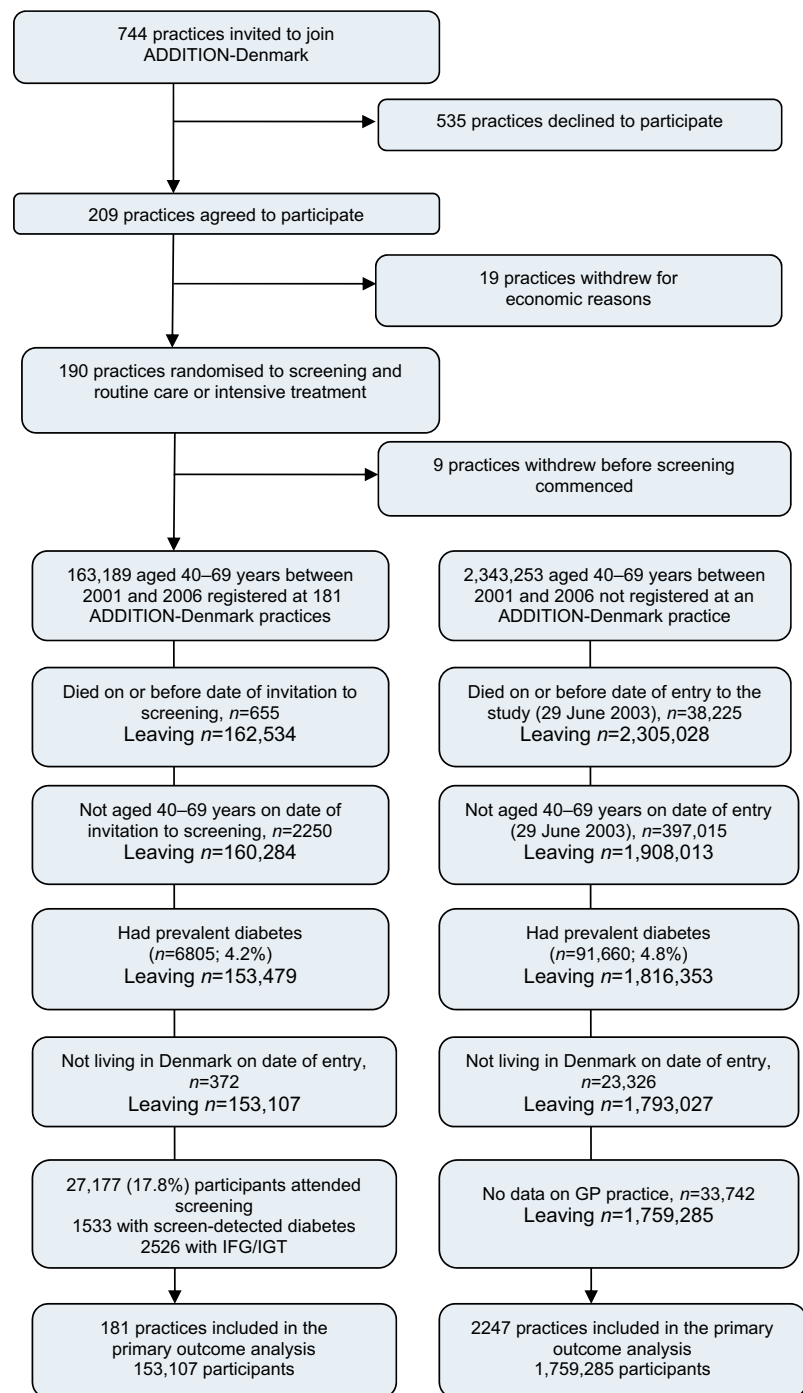 744 practices invited to join
ADDITION-Denmark
535 practices declined to participate
209 practices agreed to participate
19 practices withdrew for
economic reasons
190 practices randomised to screening and
routine care or intensive treatment
9 practices withdrew before screening
commenced
163,189 aged 40–69 years between
2001 and 2006 registered at 181
ADDITION-Denmark practices
2,343,253 aged 40–69 years between
2001 and 2006 not registered at an
ADDITION-Denmark practice
Died on or before date of invitation to
screening, n=655
Leaving n=162,534
Died on or before date of entry to the
study (29 June 2003), n=38,225
Leaving n=2,305,028
Not aged 40–69 years on date of
invitation to screening, n=2250
Leaving n=160,284
Not aged 40–69 years on date of entry
(29 June 2003), n=397,015
Leaving n=1,908,013
Had prevalent diabetes
(n=6805; 4.2%)
Leaving n=153,479
Had prevalent diabetes
(n=91,660; 4.8%)
Leaving n=1,816,353
Not living in Denmark on date of entry,
n=372
Leaving n=153,107
Not living in Denmark on date of entry,
n=23,326
Leaving n=1,793,027
27,177 (17.8%) participants attended
screening
1533 with screen-detected diabetes
2526 with IFG/IGT
No data on GP practice, n=33,742
Leaving n=1,759,285
181 practices included in the
primary outcome analysis
153,107 participants
2247 practices included in the primary
outcome analysis
1,759,285 participants